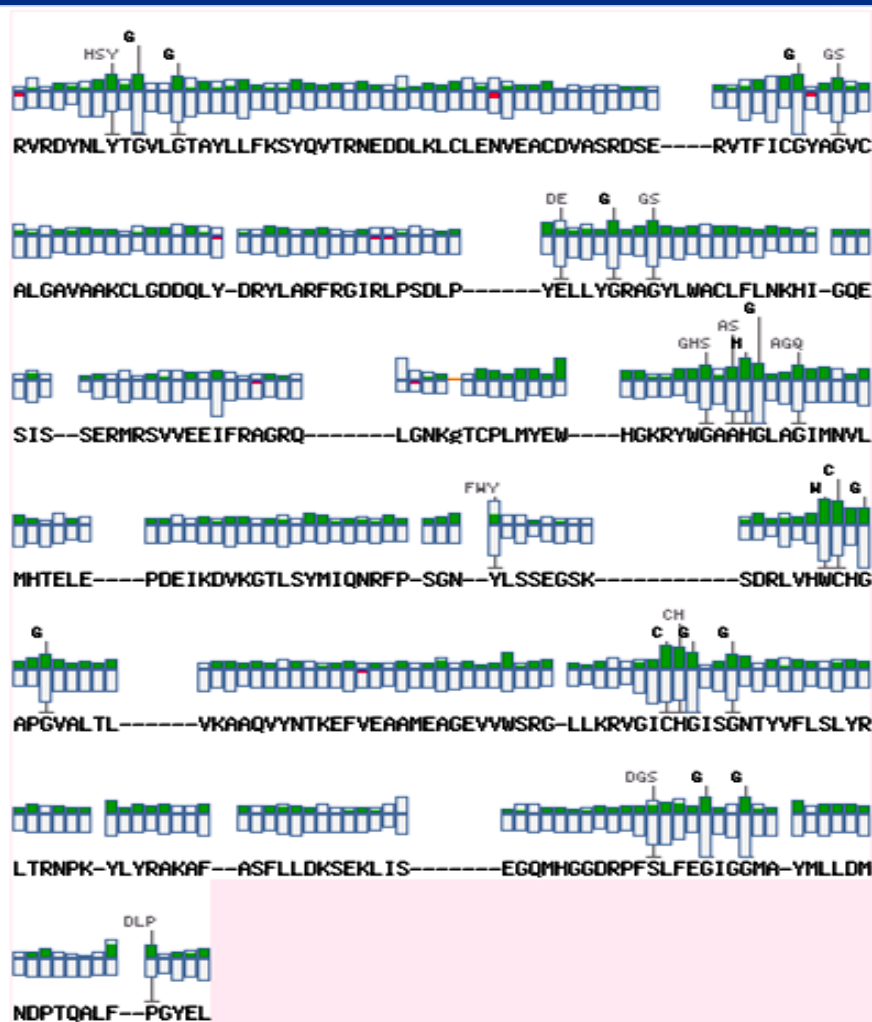 HSY G G G GS
RVRDYNLYTGVLGTAYLLFKSYQVTRNEDDLKLCLENVEACDVASRDSE----RVTFICGYAGVC
DE G GS
ALGAVAAKCLGDDQLY-DRYLARFRGIRLPSDLP------YELLYGRAGYLWACLFLNKHI-GQE
GHS AS H G AGQ
SIS--SERMRSVVEEIFRAGRQ-------LGNKgTCPLMYEW----HGKRYWGAAHGLAGIMNVL
FWY W C G
MHTELE----PDEIKDVKGTLSYMIQNRFP-SGN--YLSSEGSK-----------SDRLVHWCHG
G C CH G G
APGVALTL------VKAAQVYNTKEFVEAAMEAGEVVWSRG-LLKRVGICHGISGNTYVFLSLYR
DGS G G
LTRNPK-YLYRAKAF--ASFLLDKSEKLIS-------EGQMHGGDRPFSLFEGIGGMA-YMLLDM
DLP
NDPTQALF--PGYEL